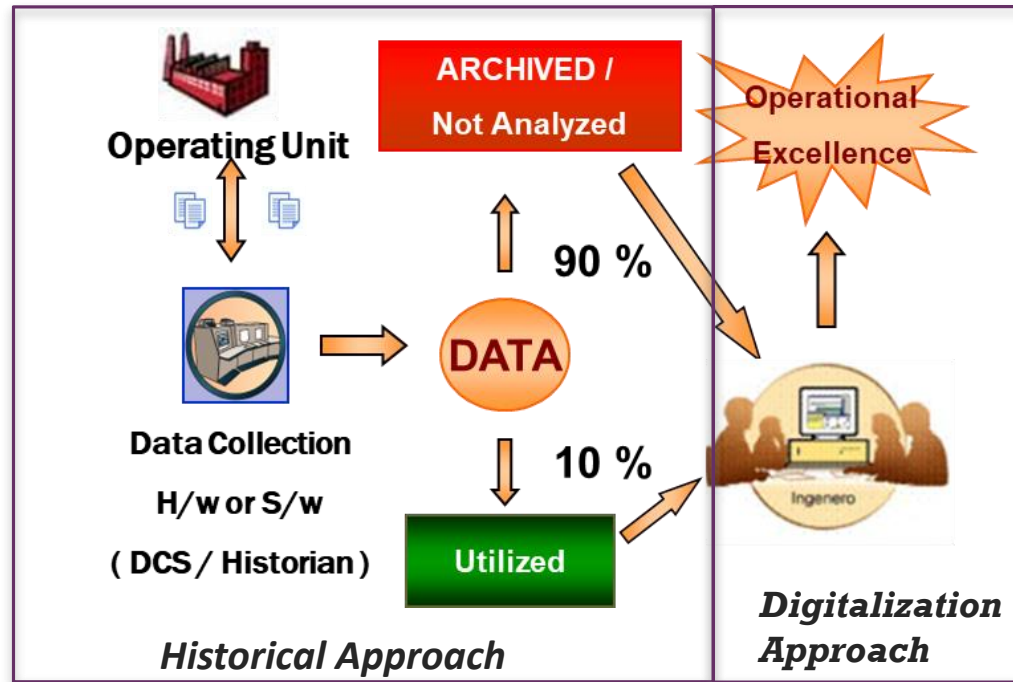 Operating Unit
Data Collection
H/w or S/w
( DCS / Historian )
ARCHIVED /
Not Analyzed
90 %
DATA
10 %
Utilized
Historical Approach
Operational
Excellence
Ingenero
Digitalization
Approach